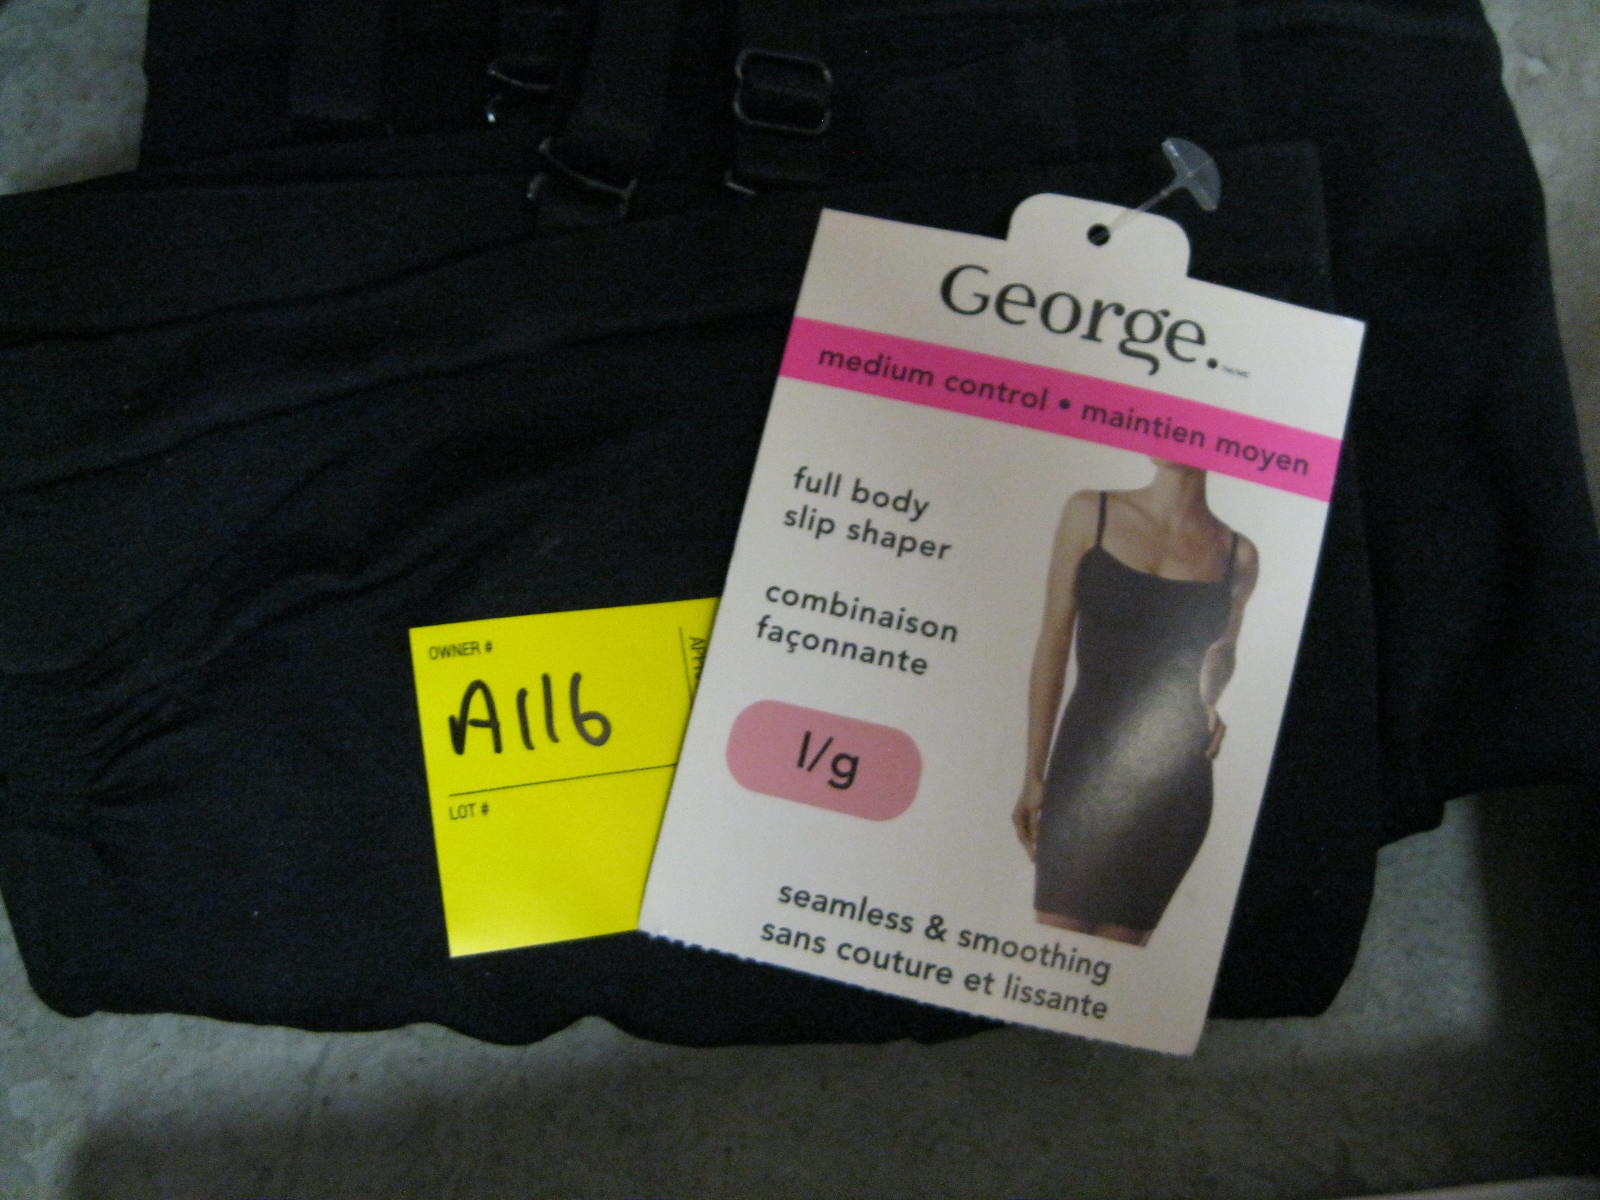 George.
medium control • maintien moyen
full body
slip shaper
combinaison
façonnante
l/g
seamless & smoothing
sans couture et lissante
OWNER #
A116
LOT #